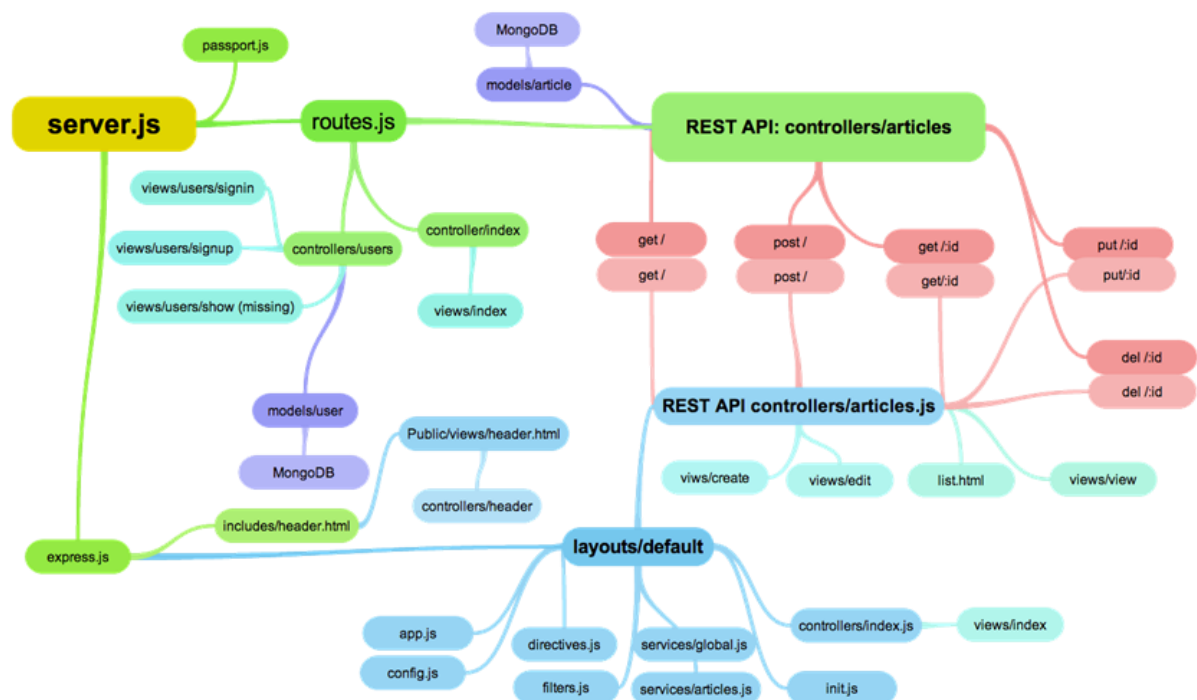 MongoDB
passport.js
models/article
server.js
routes.js
REST API: controllers/articles
views/users/signin
views/users/signup
controllers/users
controller/index
views/users/show (missing)
views/index
get /
post /
get /:id
put /:id
get /
post /
get/:id
put/:id
del /:id
del /:id
models/user
MongoDB
REST API controllers/articles.js
Public/views/header.html
controllers/header
viws/create
views/edit
list.html
views/view
includes/header.html
express.js
layouts/default
app.js
config.js
directives.js
filters.js
services/global.js
services/articles.js
controllers/index.js
views/index
init.js